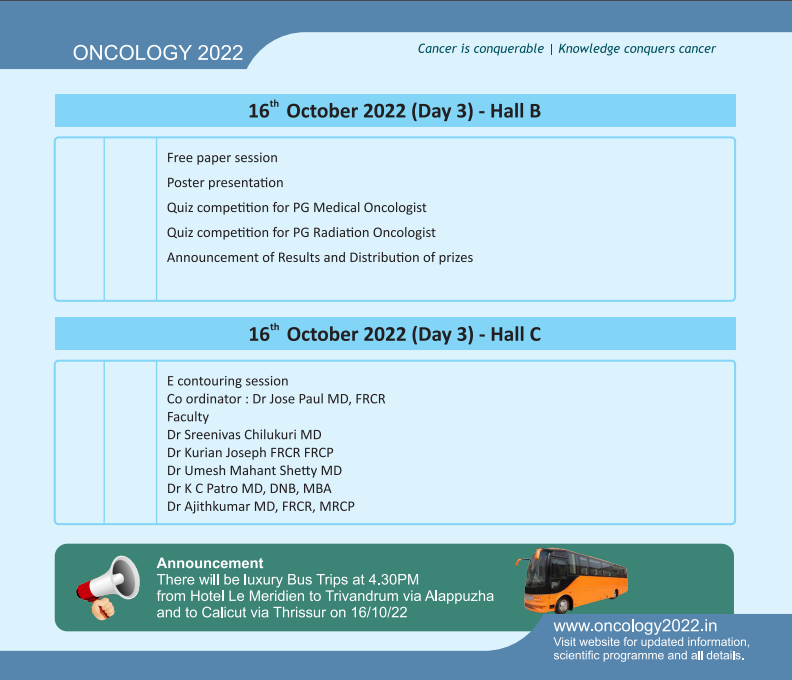 ONCOLOGY 2022
Cancer is conquerable | Knowledge conquers cancer
16th October 2022 (Day 3) - Hall B
Free paper session
Poster presentation
Quiz competition for PG Medical Oncologist
Quiz competition for PG Radiation Oncologist
Announcement of Results and Distribution of prizes
16th October 2022 (Day 3) - Hall C
E contouring session
Co ordinator : Dr Jose Paul MD, FRCR
Faculty
Dr Sreenivas Chilukuri MD
Dr Kurian Joseph FRCR FRCP
Dr Umesh Mahant Shetty MD
Dr K C Patro MD, DNB, MBA
Dr Ajithkumar MD, FRCR, MRCP
Announcement
There will be luxury Bus Trips at 4.30PM
from Hotel Le Meridien to Trivandrum via Alappuzha
and to Calicut via Thrissur on 16/10/22
www.oncology2022.in
Visit website for updated information,
scientific programme and all details.